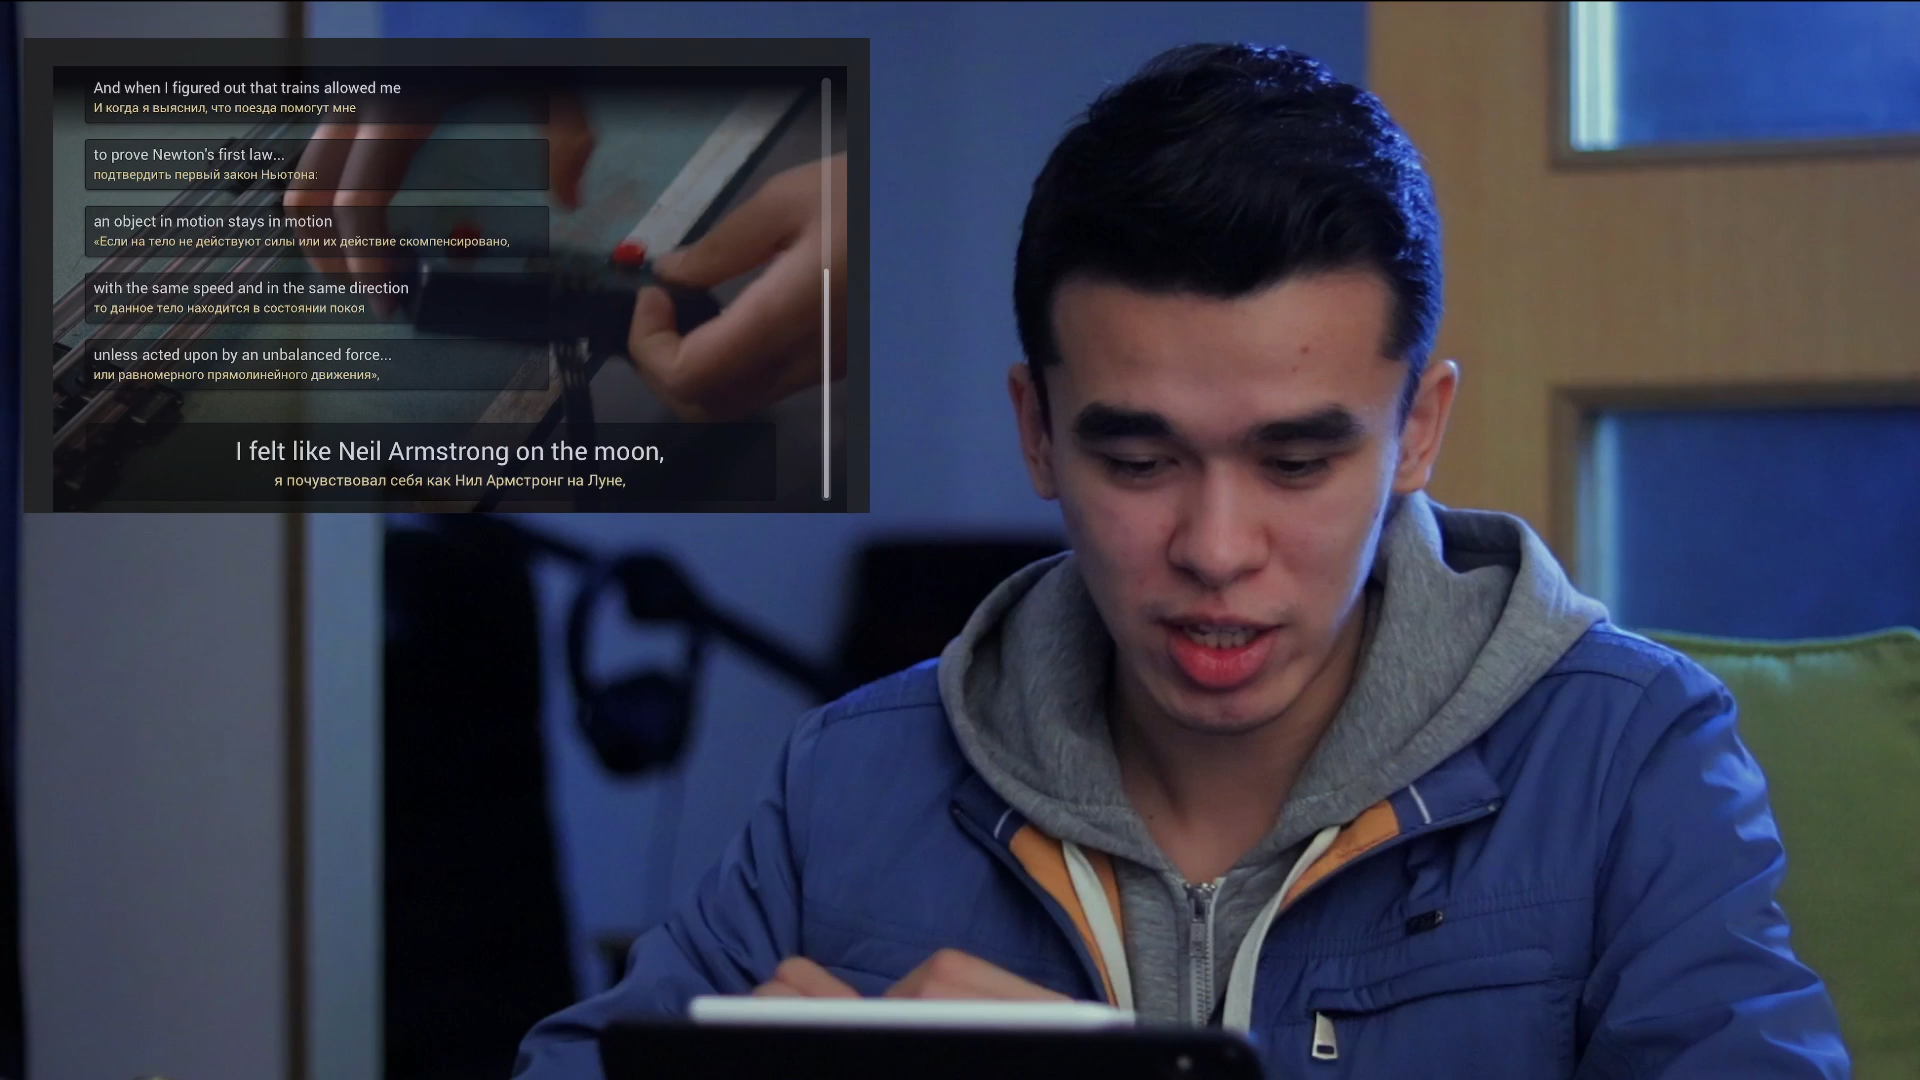 And when I figured out that trains allowed me
И когда я выяснил, что поезда помогут мне
to prove Newton's first law...
подтвердить первый закон Ньютона:
an object in motion stays in motion
«Если на тело не действуют силы или их действие скомпенсировано,
with the same speed and in the same direction
то данное тело находится в состоянии покоя
unless acted upon by an unbalanced force...
или равномерного прямолинейного движения»,
I felt like Neil Armstrong on the moon,
я почувствовал себя как Нил Армстронг на Луне,